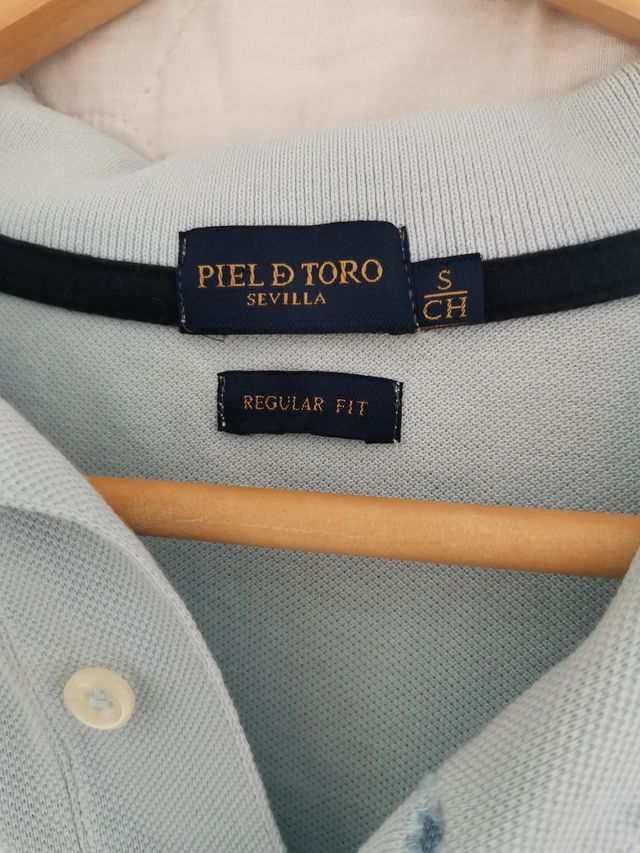 PIEL D TORO
SEVILLA
S
CH
REGULAR FIT